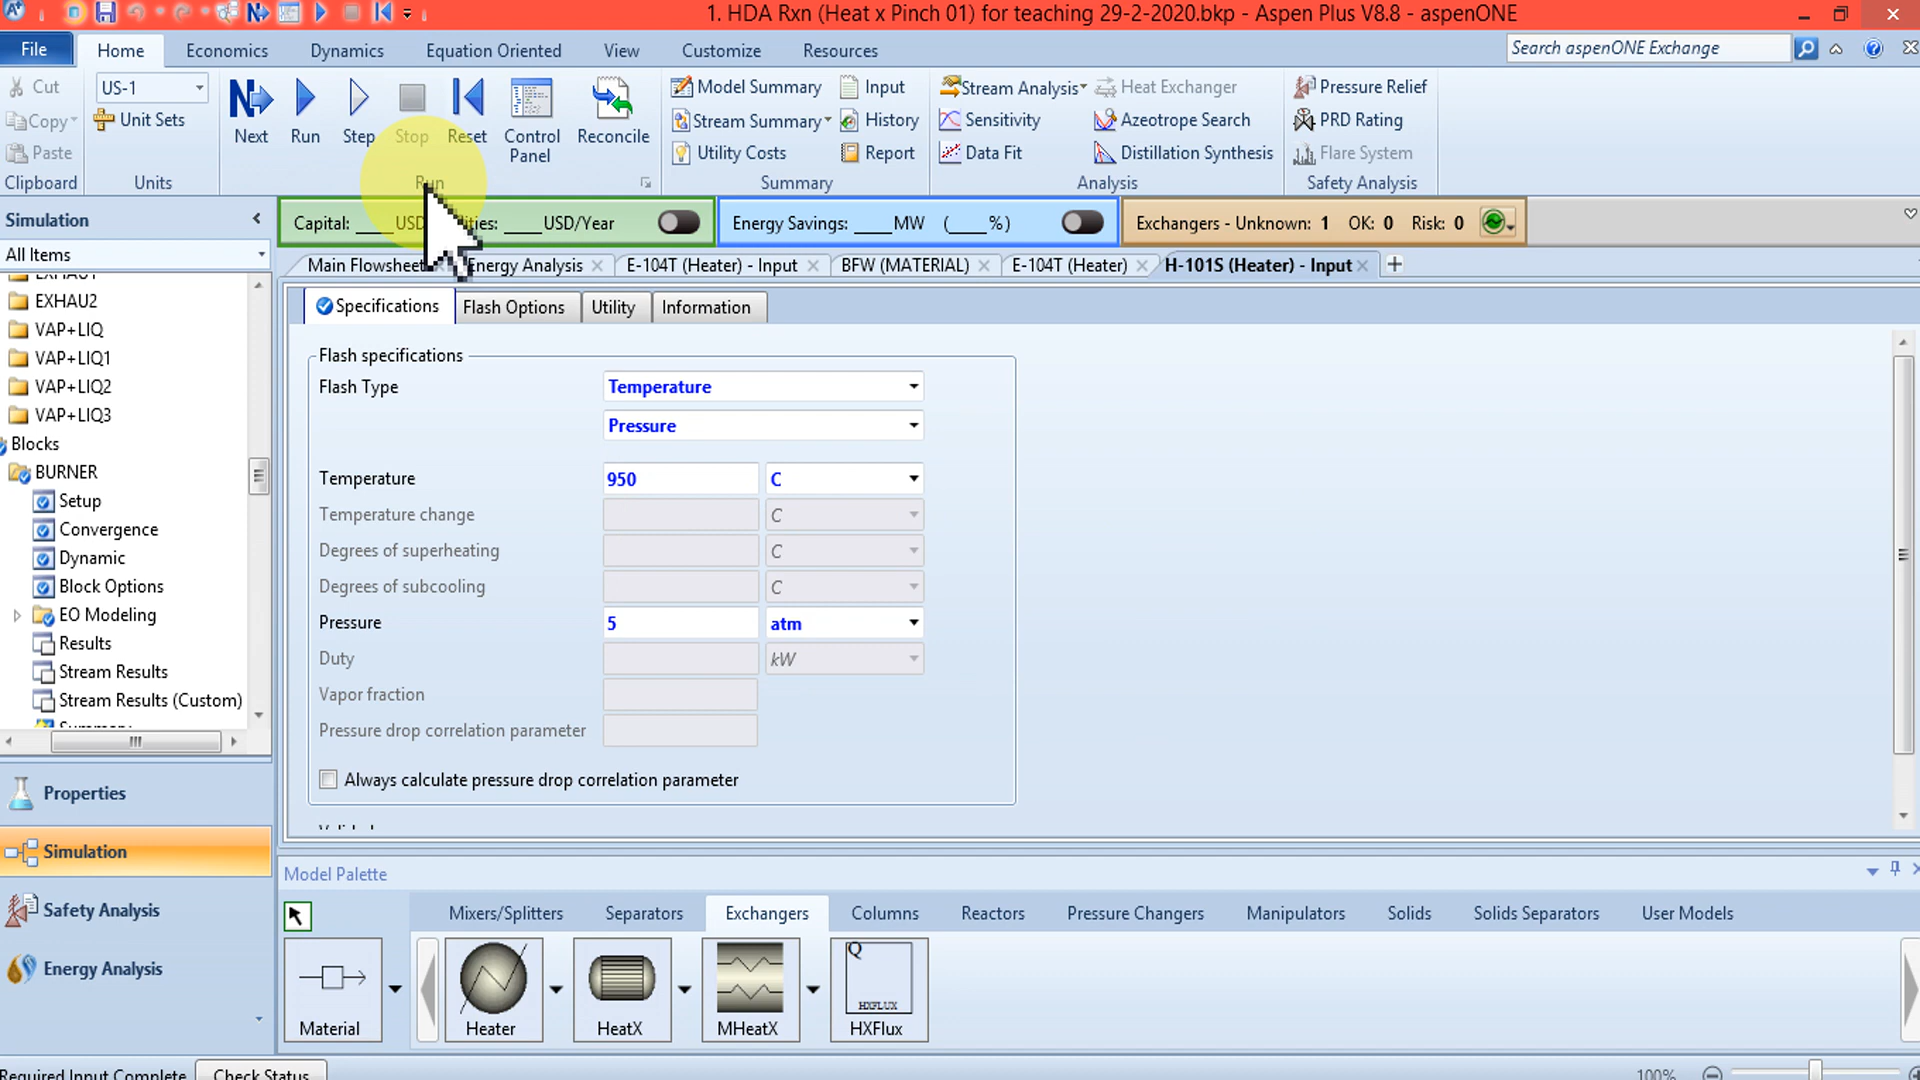 1. HDA Rxn (Heat x Pinch 01) for teaching 29-2-2020.bkp - Aspen Plus V8.8 - aspenONE
File Home Economics Dynamics Equation Oriented View Customize Resources Search aspenONE Exchange
Cut
Copy
Paste
Clipboard
US-1
Unit Sets
Units
Next Run Step Stop Reset Control Panel Reconcile
Run
Model Summary Input
Stream Summary History
Utility Costs Report
Summary
Stream Analysis Heat Exchanger
Sensitivity Azeotrope Search
Data Fit Distillation Synthesis
Analysis
Pressure Relief
PRD Rating
Flare System
Safety Analysis
Simulation
All Items
Capital: ____USD USD/Year
Energy Savings: ____MW (____%)
Exchangers - Unknown: 1 OK: 0 Risk: 0
Main Flowsheet Energy Analysis E-104T (Heater) - Input BFW (MATERIAL) E-104T (Heater) H-101S (Heater) - Input
EXHAU2
VAP+LIQ
VAP+LIQ1
VAP+LIQ2
VAP+LIQ3
Blocks
BURNER
Setup
Convergence
Dynamic
Block Options
EO Modeling
Results
Stream Results
Stream Results (Custom)
Properties
Simulation
Safety Analysis
Energy Analysis
Specifications Flash Options Utility Information
Flash specifications
Flash Type Temperature
Pressure
Temperature 950 C
Temperature change C
Degrees of superheating C
Degrees of subcooling C
Pressure 5 atm
Duty kW
Vapor fraction
Pressure drop correlation parameter
Always calculate pressure drop correlation parameter
Model Palette
Mixers/Splitters Separators Exchangers Columns Reactors Pressure Changers Manipulators Solids Solids Separators User Models
Material Heater HeatX MHeatX Q HXFLUX HXFlux
Required Input Complete Check Status 100%